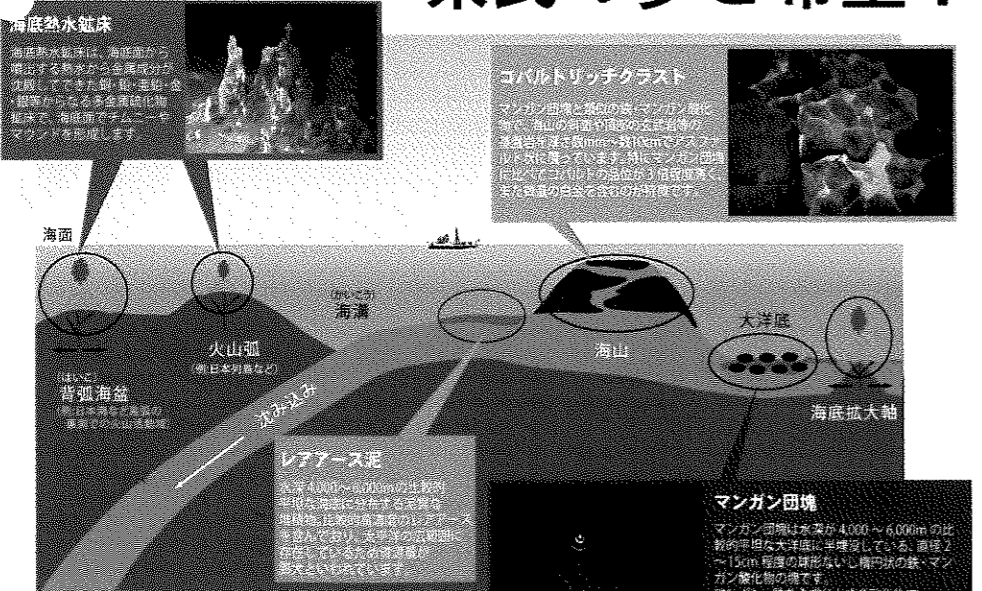 海底熱水鉱床
海底熱水鉱床は、海底面から
噴出する熱水から金属成分が
沈殿してできた銅・鉛・亜鉛・金
・銀等からなる多金属硫化物
鉱床で、海底面でチムニーや
マウンドを形成します
コバルトリッチクラスト
マンガン団塊と類似の鉄・マンガン酸化
物で、海山の斜面や頂部の玄武岩等の
基盤岩を厚さ数mm～数10cmでアスファ
ルト状に覆っています。特にマンガン団塊
に比べてコバルトの品位が3倍程度高く、
また微量の白金を含むのが特徴です。
海面
(かいこう)
海溝
火山弧
(例:日本列島など)
(はいこ)
背弧海盆
海山
大洋底
海底拡大軸
沈み込み
レアアース泥
水深4,000～6,000mの比較的
平坦な海底に分布する泥質な
堆積物。比較的高濃度のレアアース
を含んでおり、太平洋の広範囲に
存在しているため資源量が
膨大といわれています
マンガン団塊
マンガン団塊は水深が4,000～6,000mの比
較的平坦な大洋底に半埋没している、直径2
～15cm程度の球形ないし楕円状の鉄・マン
ガン酸化物の塊です。